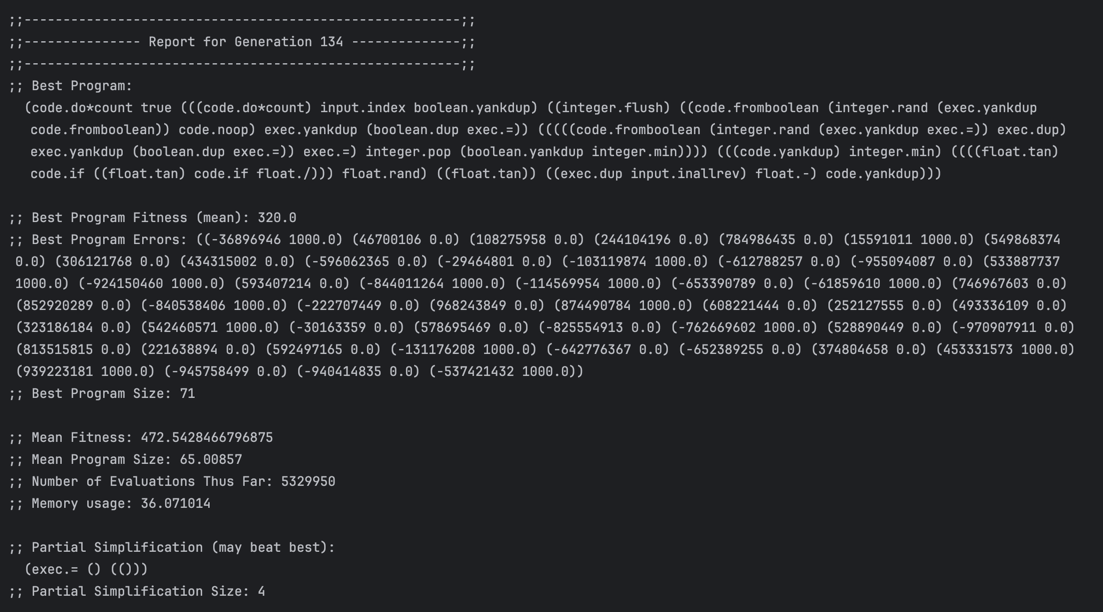 ;;--------------------------------------------------------;;
;;--------------- Report for Generation 134 --------------;;
;;--------------------------------------------------------;;
;; Best Program:
  (code.do*count true (((code.do*count) input.index boolean.yankdup) ((integer.flush) ((code.fromboolean (integer.rand (exec.yankdup
   code.fromboolean)) code.noop) exec.yankdup (boolean.dup exec.=)) (((((code.fromboolean (integer.rand (exec.yankdup exec.=)) exec.dup)
   exec.yankdup (boolean.dup exec.=)) exec.=) integer.pop (boolean.yankdup integer.min)))) (((code.yankdup) integer.min) ((((float.tan)
   code.if ((float.tan) code.if float./))) float.rand) ((float.tan)) ((exec.dup input.inallrev) float.-) code.yankdup)))
;; Best Program Fitness (mean): 320.0
;; Best Program Errors: ((-36896946 1000.0) (46700106 0.0) (108275958 0.0) (244104196 0.0) (784986435 0.0) (15591011 1000.0) (549868374
 0.0) (306121768 0.0) (434315002 0.0) (-596062365 0.0) (-29464801 0.0) (-103119874 1000.0) (-612788257 0.0) (-955094087 0.0) (533887737
 1000.0) (-924150460 1000.0) (593407214 0.0) (-844011264 1000.0) (-114569954 1000.0) (-653390789 0.0) (-61859610 1000.0) (746967603 0.0)
 (852920289 0.0) (-840538406 1000.0) (-222707449 0.0) (968243849 0.0) (874490784 1000.0) (608221444 0.0) (252127555 0.0) (493336109 0.0)
 (323186184 0.0) (542460571 1000.0) (-30163359 0.0) (578695469 0.0) (-825554913 0.0) (-762669602 1000.0) (528890449 0.0) (-970907911 0.0)
 (813515815 0.0) (221638894 0.0) (592497165 0.0) (-131176208 1000.0) (-642776367 0.0) (-652389255 0.0) (374804658 0.0) (453331573 1000.0)
 (939223181 1000.0) (-945758499 0.0) (-940414835 0.0) (-537421432 1000.0))
;; Best Program Size: 71
;; Mean Fitness: 472.5428466796875
;; Mean Program Size: 65.00857
;; Number of Evaluations Thus Far: 5329950
;; Memory usage: 36.071014
;; Partial Simplification (may beat best):
  (exec.= () (()))
;; Partial Simplification Size: 4